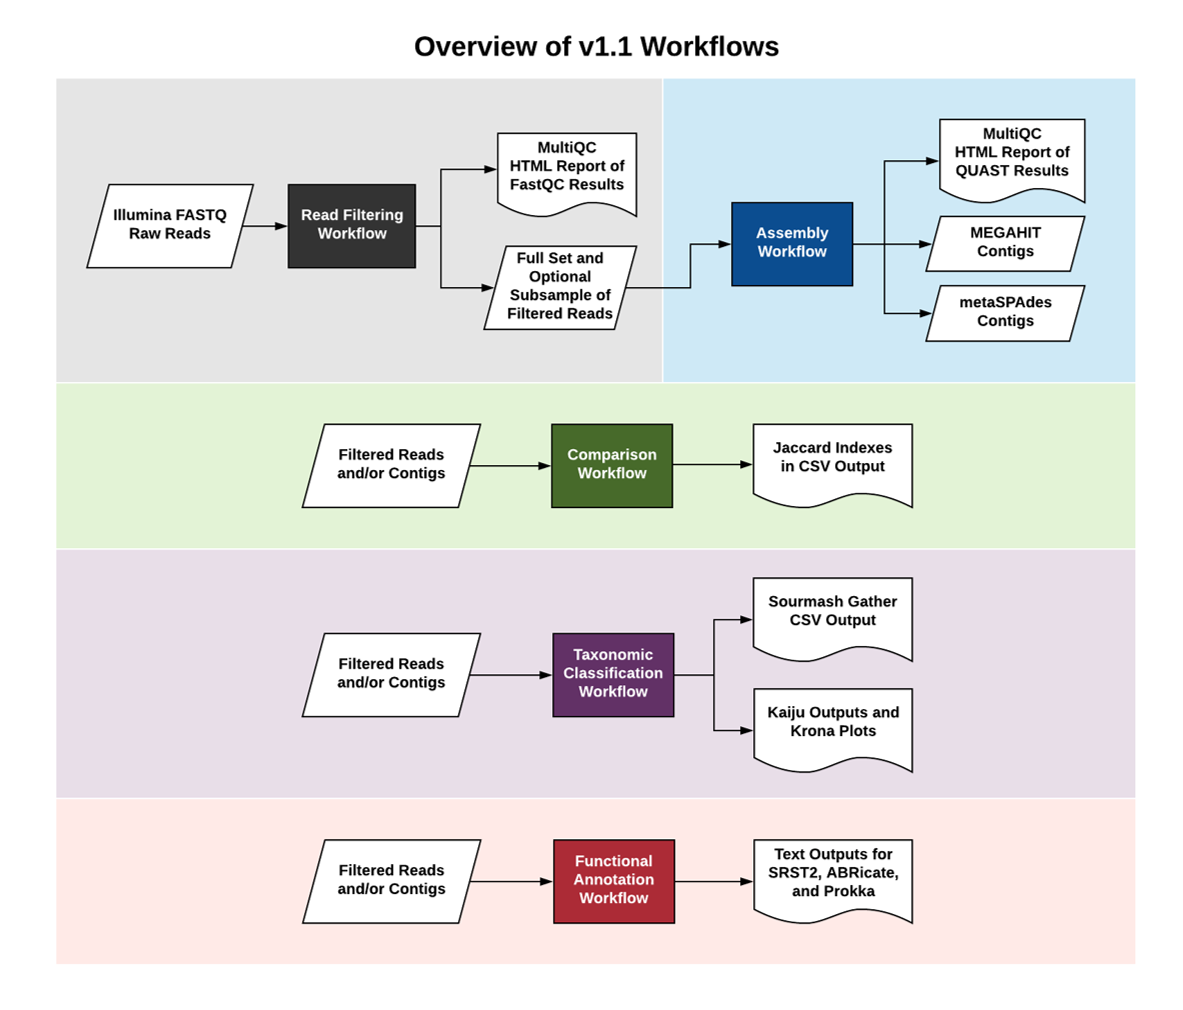 Overview of v1.1 Workflows
Illumina FASTQ
Raw Reads
Read Filtering
Workflow
MultiQC
HTML Report of
FastQC Results
Full Set and
Optional
Subsample of
Filtered Reads
Assembly
Workflow
MultiQC
HTML Report of
QUAST Results
MEGAHIT
Contigs
metaSPAdes
Contigs
Filtered Reads
and/or Contigs
Comparison
Workflow
Jaccard Indexes
in CSV Output
Filtered Reads
and/or Contigs
Taxonomic
Classification
Workflow
Sourmash Gather
CSV Output
Kaiju Outputs and
Krona Plots
Filtered Reads
and/or Contigs
Functional
Annotation
Workflow
Text Outputs for
SRST2, ABRicate,
and Prokka